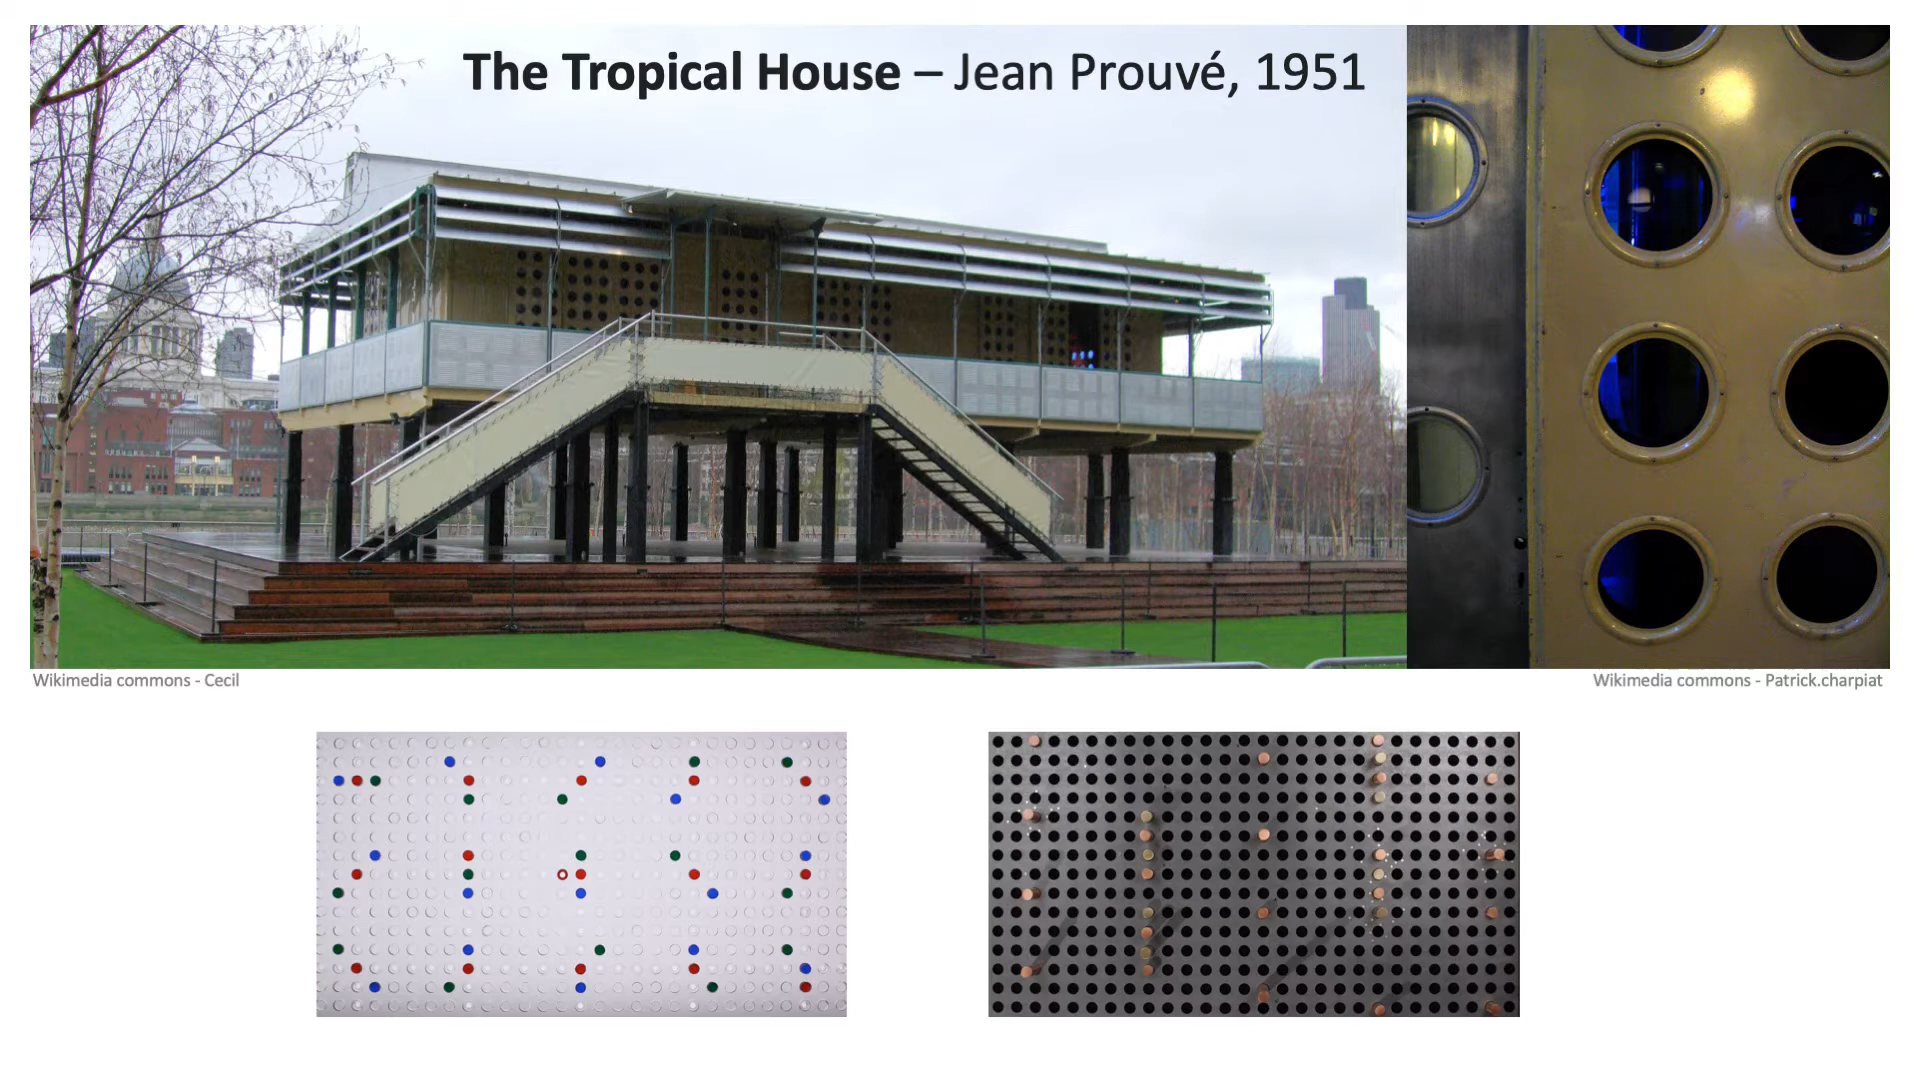 The Tropical House – Jean Prouvé, 1951
Wikimedia commons - Cecil
Wikimedia commons - Patrick.charpiat